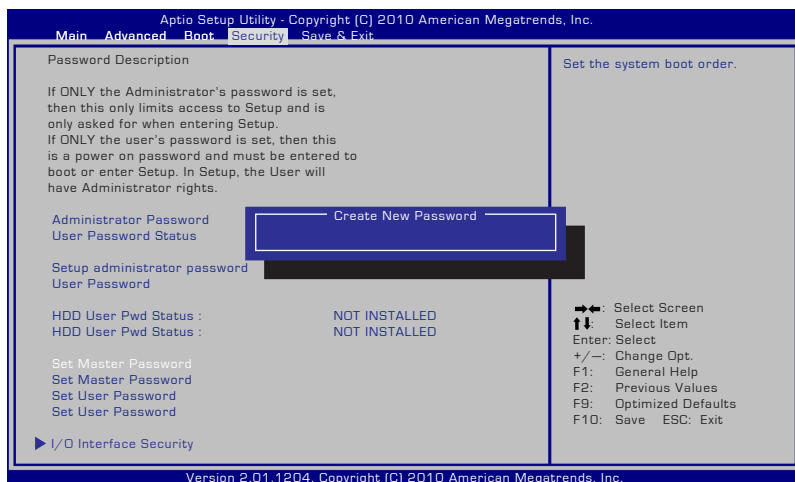 Aptio Setup Utility - Copyright (C) 2010 American Megatrends, Inc.
Main Advanced Boot Security Save & Exit
Password Description
If ONLY the Administrator's password is set,
then this only limits access to Setup and is
only asked for when entering Setup.
If ONLY the user's password is set, then this
is a power on password and must be entered to
boot or enter Setup. In Setup, the User will
have Administrator rights.
Administrator Password
User Password Status
Create New Password
Setup administrator password
User Password
HDD User Pwd Status : NOT INSTALLED
HDD User Pwd Status : NOT INSTALLED
Set Master Password
Set Master Password
Set User Password
Set User Password
I/O Interface Security
Set the system boot order.
→←: Select Screen
↑↓: Select Item
Enter: Select
+/—: Change Opt.
F1: General Help
F2: Previous Values
F9: Optimized Defaults
F10: Save ESC: Exit
Version 2.01.1204. Copyright (C) 2010 American Megatrends, Inc.